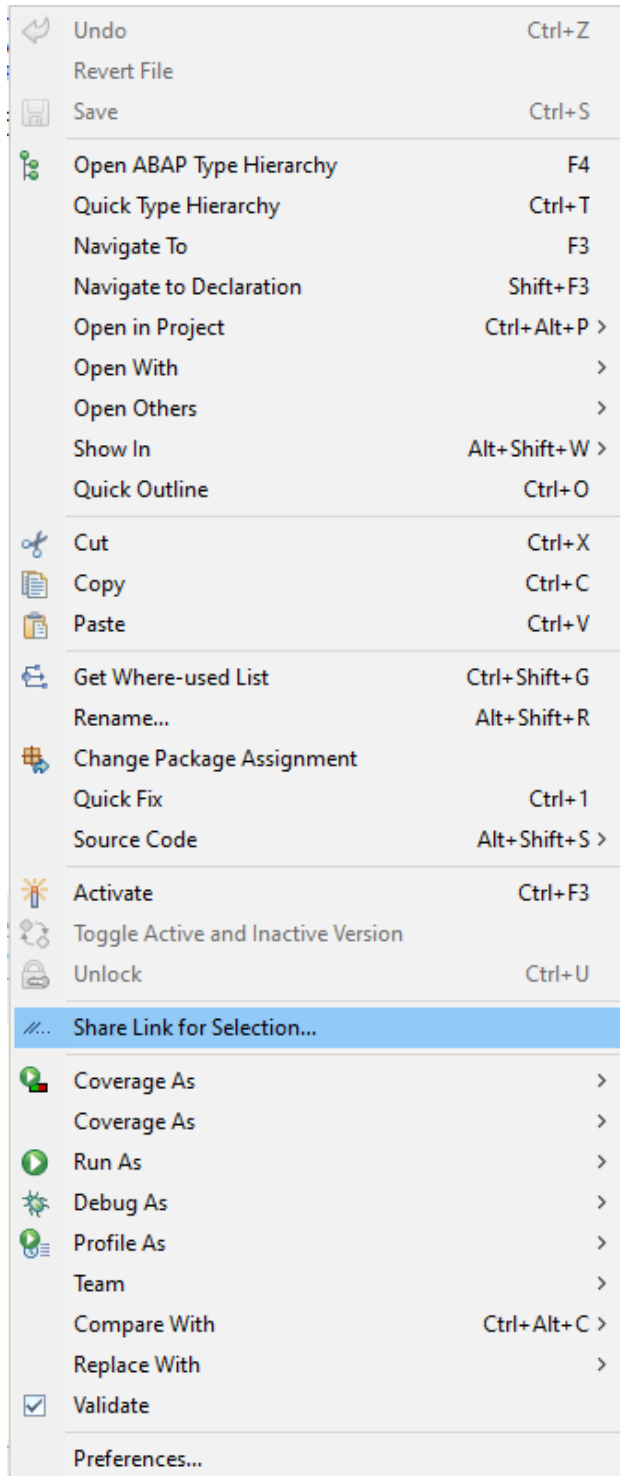 Undo Ctrl+Z
Revert File
Save Ctrl+S
Open ABAP Type Hierarchy F4
Quick Type Hierarchy Ctrl+T
Navigate To F3
Navigate to Declaration Shift+F3
Open in Project Ctrl+Alt+P >
Open With >
Open Others >
Show In Alt+Shift+W >
Quick Outline Ctrl+O
Cut Ctrl+X
Copy Ctrl+C
Paste Ctrl+V
Get Where-used List Ctrl+Shift+G
Rename... Alt+Shift+R
Change Package Assignment
Quick Fix Ctrl+1
Source Code Alt+Shift+S >
Activate Ctrl+F3
Toggle Active and Inactive Version
Unlock Ctrl+U
//... Share Link for Selection...
Coverage As >
Coverage As >
Run As >
Debug As >
Profile As >
Team >
Compare With Ctrl+Alt+C >
Replace With >
Validate
Preferences...